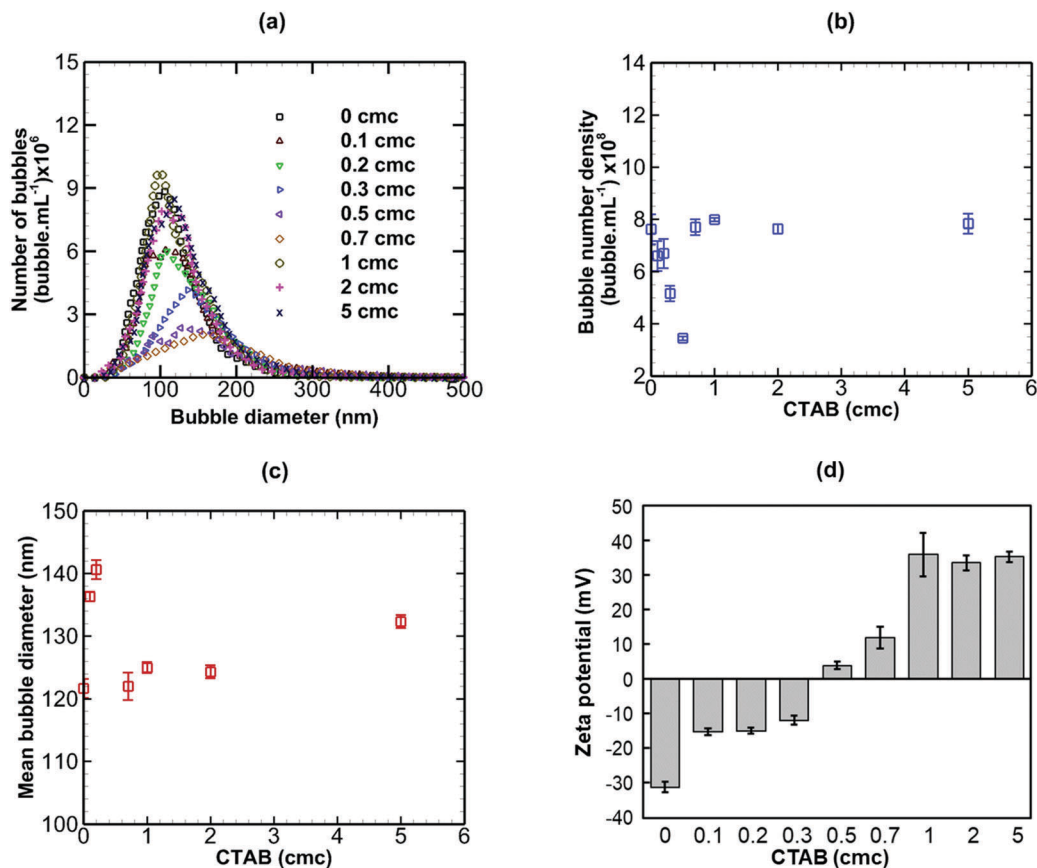 (a)
15
12
9
6
3
0
0
100
200
300
400
500
Number of bubbles
(bubble.mL⁻¹)x10⁶
Bubble diameter (nm)
0 cmc
0.1 cmc
0.2 cmc
0.3 cmc
0.5 cmc
0.7 cmc
1 cmc
2 cmc
5 cmc
(b)
14
12
10
8
6
4
2
0
1
2
3
4
5
6
Bubble number density
(bubble.mL⁻¹) x10⁸
CTAB (cmc)
(c)
150
140
130
120
110
100
0
1
2
3
4
5
6
Mean bubble diameter (nm)
CTAB (cmc)
(d)
50
40
30
20
10
0
-10
-20
-30
-40
0
0.1
0.2
0.3
0.5
0.7
1
2
5
Zeta potential (mV)
CTAB (cmc)